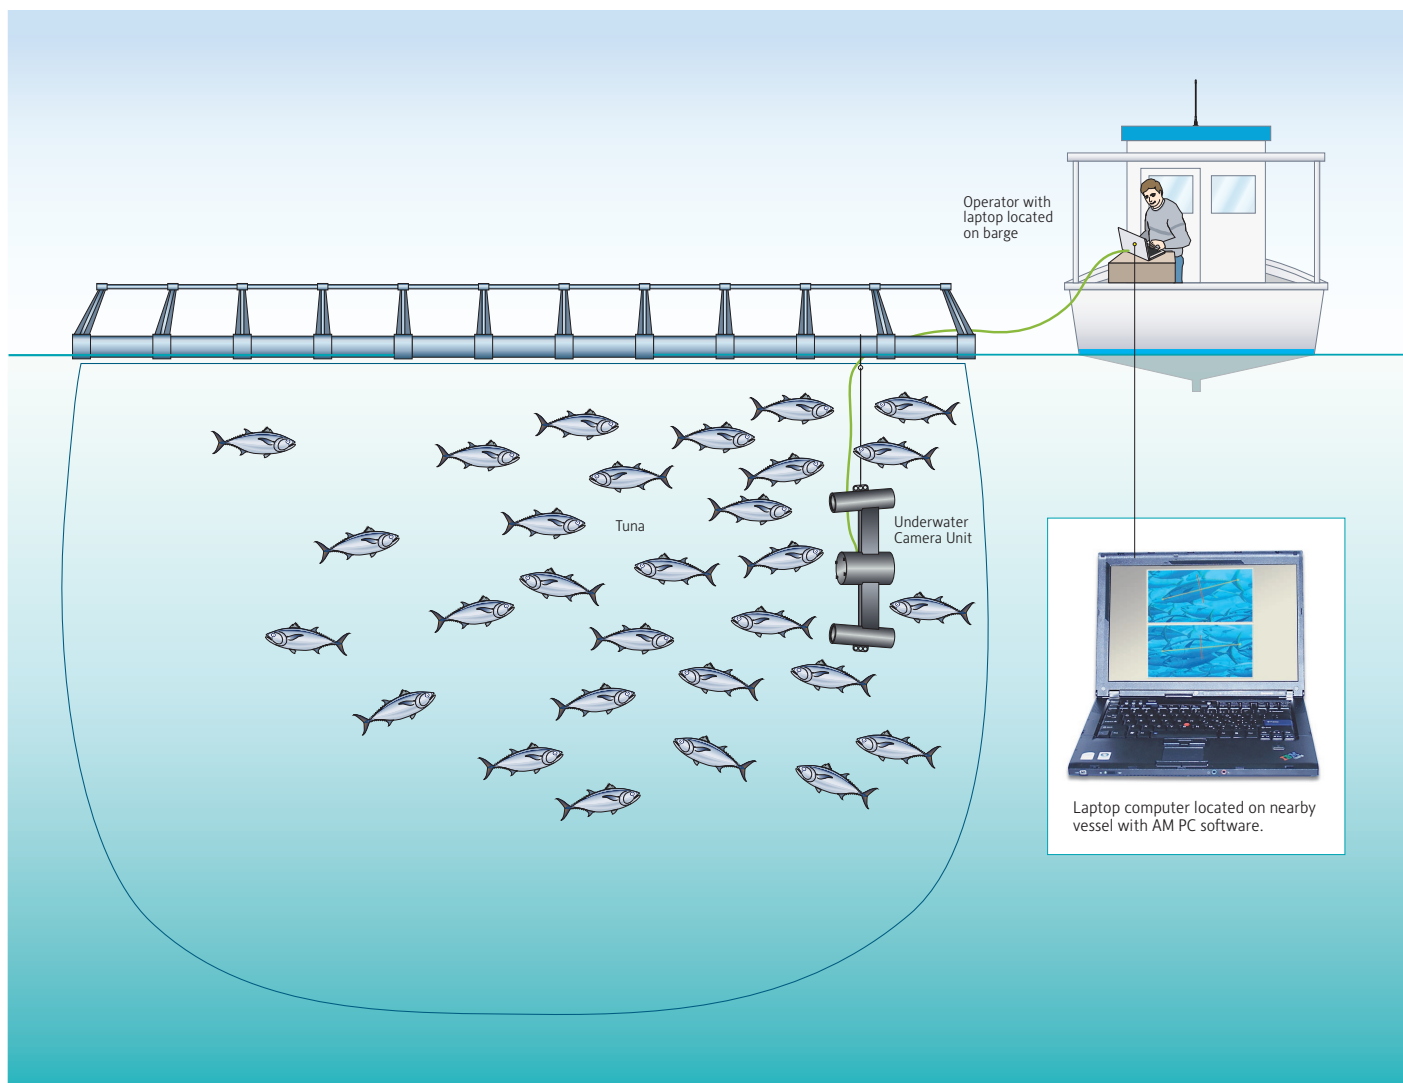 Operator with
laptop located
on barge
Tuna
Underwater
Camera Unit
Laptop computer located on nearby
vessel with AM PC software.